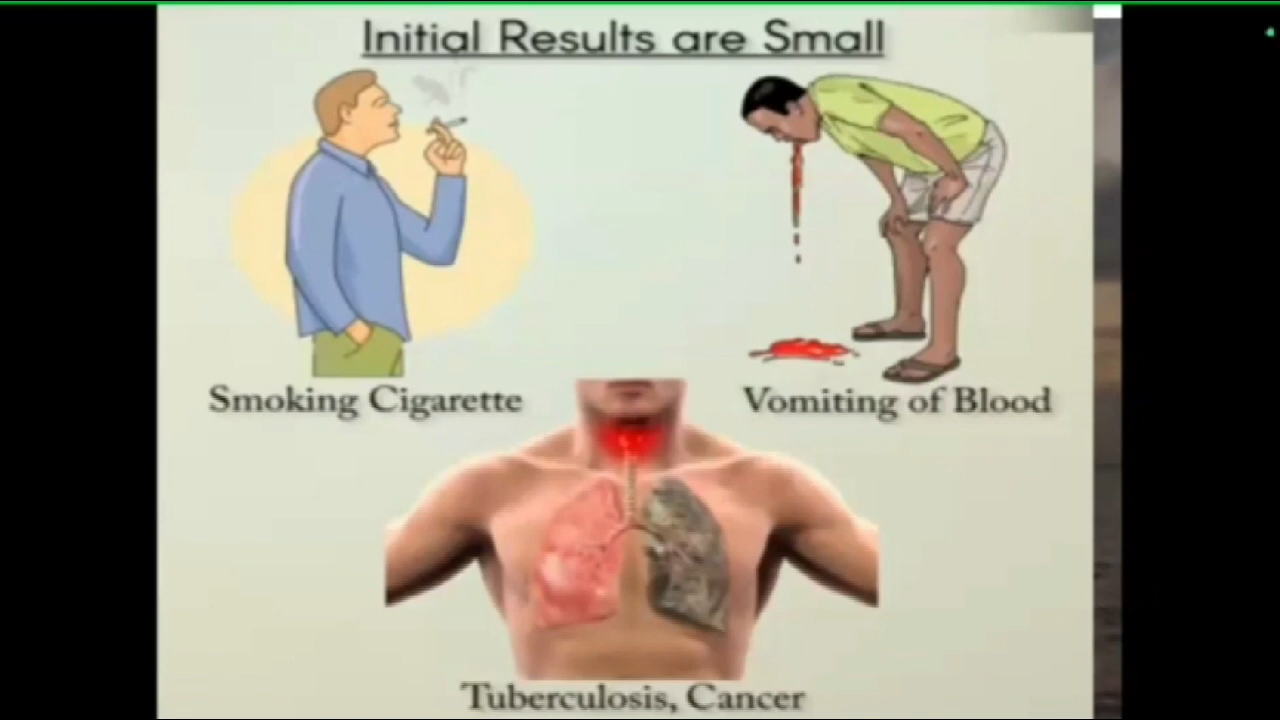 Initial Results are Small
Smoking Cigarette
Vomiting of Blood
Tuberculosis, Cancer